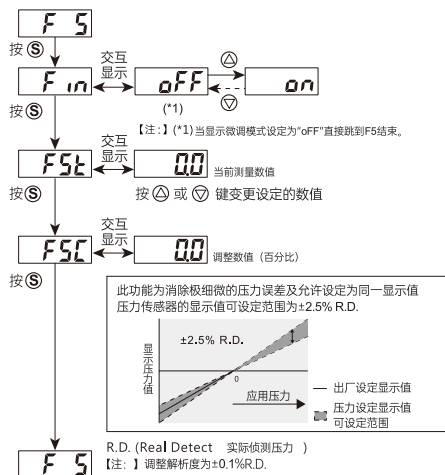 F 5
按Ⓢ
交互
显示
F in
oFF
on
(*1)
按Ⓢ
【注：】(*1)当显示微调模式设定为“oFF”直接跳到F5结束。
交互
显示
FSt
0.0
当前测量数值
按Ⓢ
按△ 或 ▽ 键变更设定的数值
交互
显示
FSC
0.0
调整数值（百分比）
按Ⓢ
此功能为消除极细微的压力误差及允许设定为同一显示值
压力传感器的显示值可设定范围为±2.5% R.D.
±2.5% R.D.
显示压力值
0
应用压力
出厂设定显示值
压力设定显示值
可设定范围
F 5
R.D. (Real Detect 实际侦测压力 )
【注：】调整解析度为±0.1%R.D.